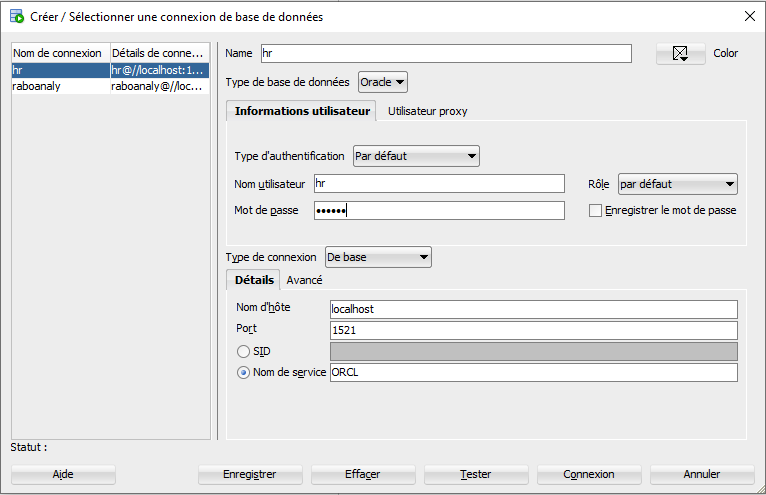 Créer / Sélectionner une connexion de base de données
Nom de connexion Détails de conne...
hr hr@//localhost:1...
raboanaly raboanaly@//loc...
Name hr Color
Type de base de données Oracle
Informations utilisateur Utilisateur proxy
Type d'authentification Par défaut
Nom utilisateur hr Rôle par défaut
Mot de passe •••••• Enregistrer le mot de passe
Type de connexion De base
Détails Avancé
Nom d'hôte localhost
Port 1521
SID
Nom de service ORCL
Statut :
Aide Enregistrer Effacer Tester Connexion Annuler